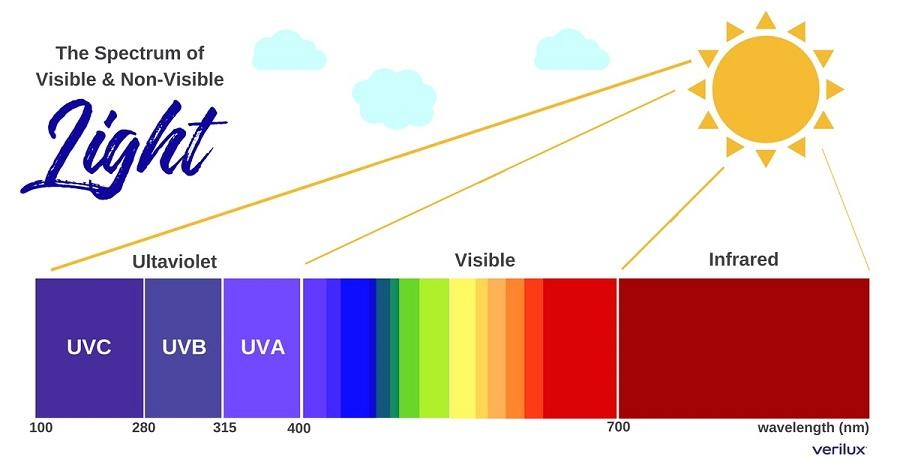 The Spectrum of
Visible & Non-Visible
Light
Ultaviolet
Visible
Infrared
UVC
UVB
UVA
100
280
315
400
700
wavelength (nm)
verilux